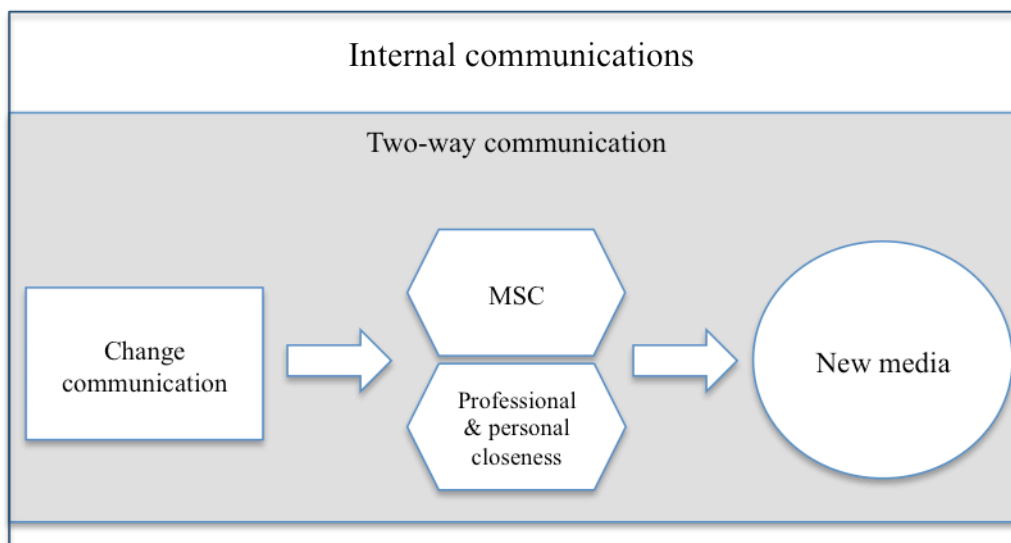 Internal communications
Two-way communication
Change
communication
MSC
Professional
& personal
closeness
New media